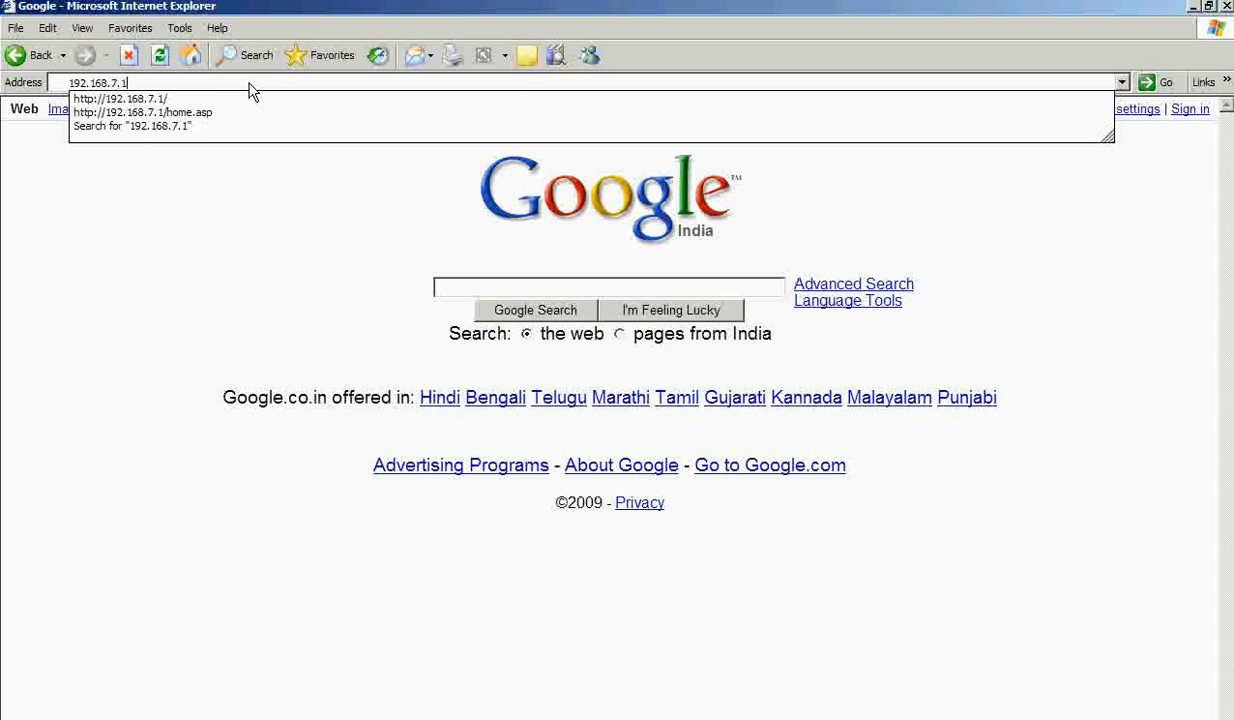 Google - Microsoft Internet Explorer
File Edit View Favorites Tools Help
Back Search Favorites
Address 192.168.7.1 Go Links »
http://192.168.7.1/
http://192.168.7.1/home.asp
Search for "192.168.7.1"
Web Ima settings | Sign in
Google™
India
Advanced Search
Language Tools
Google Search I'm Feeling Lucky
Search: the web pages from India
Google.co.in offered in: Hindi Bengali Telugu Marathi Tamil Gujarati Kannada Malayalam Punjabi
Advertising Programs - About Google - Go to Google.com
©2009 - Privacy